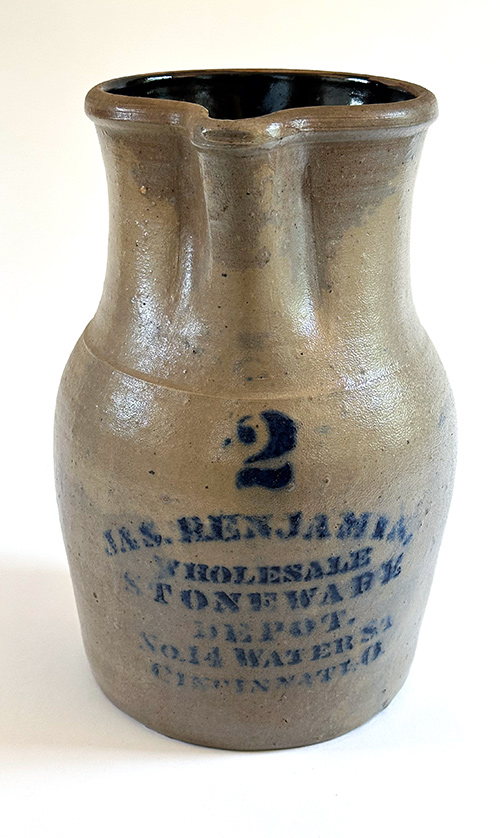 2
JAS. BENJAMIN,
WHOLESALE
STONEWARE
DEPOT.
No.14 WATER ST
CINCINNATI.O.